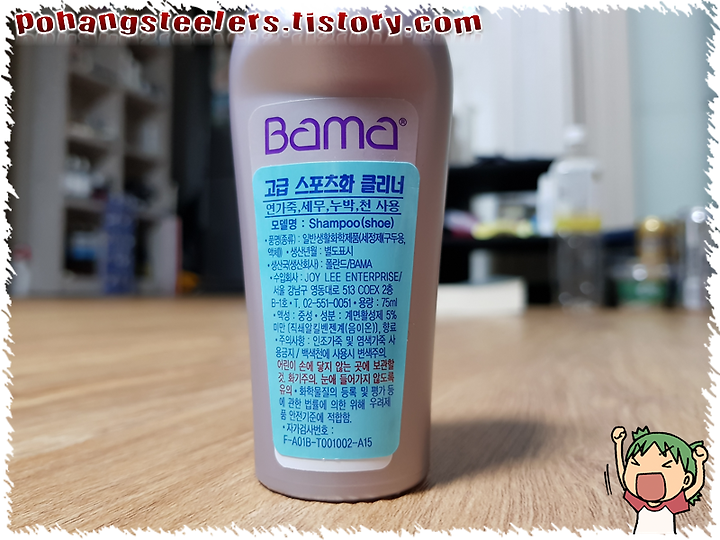 pohangsteelers.tistory.com
Bama®
고급 스포츠화 클리너
연가죽,세무,누박,천 사용
모델명 : Shampoo(shoe)
•품명(종류) : 일반생활화학제품(세정제(구두용,
액체)) •생산년월 : 별도표시
•생산국(생산회사) : 폴란드/BAMA
•수입회사 : JOY LEE ENTERPRISE/
서울 강남구 영동대로 513 COEX 2층
B-1호 • T. 02-551-0051 • 용량 : 75ml
•액성 : 중성 • 성분 : 계면활성제 5%
미만 (직쇄알킬벤젠계(음이온)), 향료
•주의사항 : 인조가죽 및 염색가죽 사
용금지 / 백색천에 사용시 변색주의.
어린이 손에 닿지 않는 곳에 보관할
것. 화기주의. 눈에 들어가지 않도록
유의 • 화학물질의 등록 및 평가 등
에 관한 법률에 의한 위해 우려제
품 안전기준에 적합함.
•자가검사번호 :
F-A01B-T001002-A15